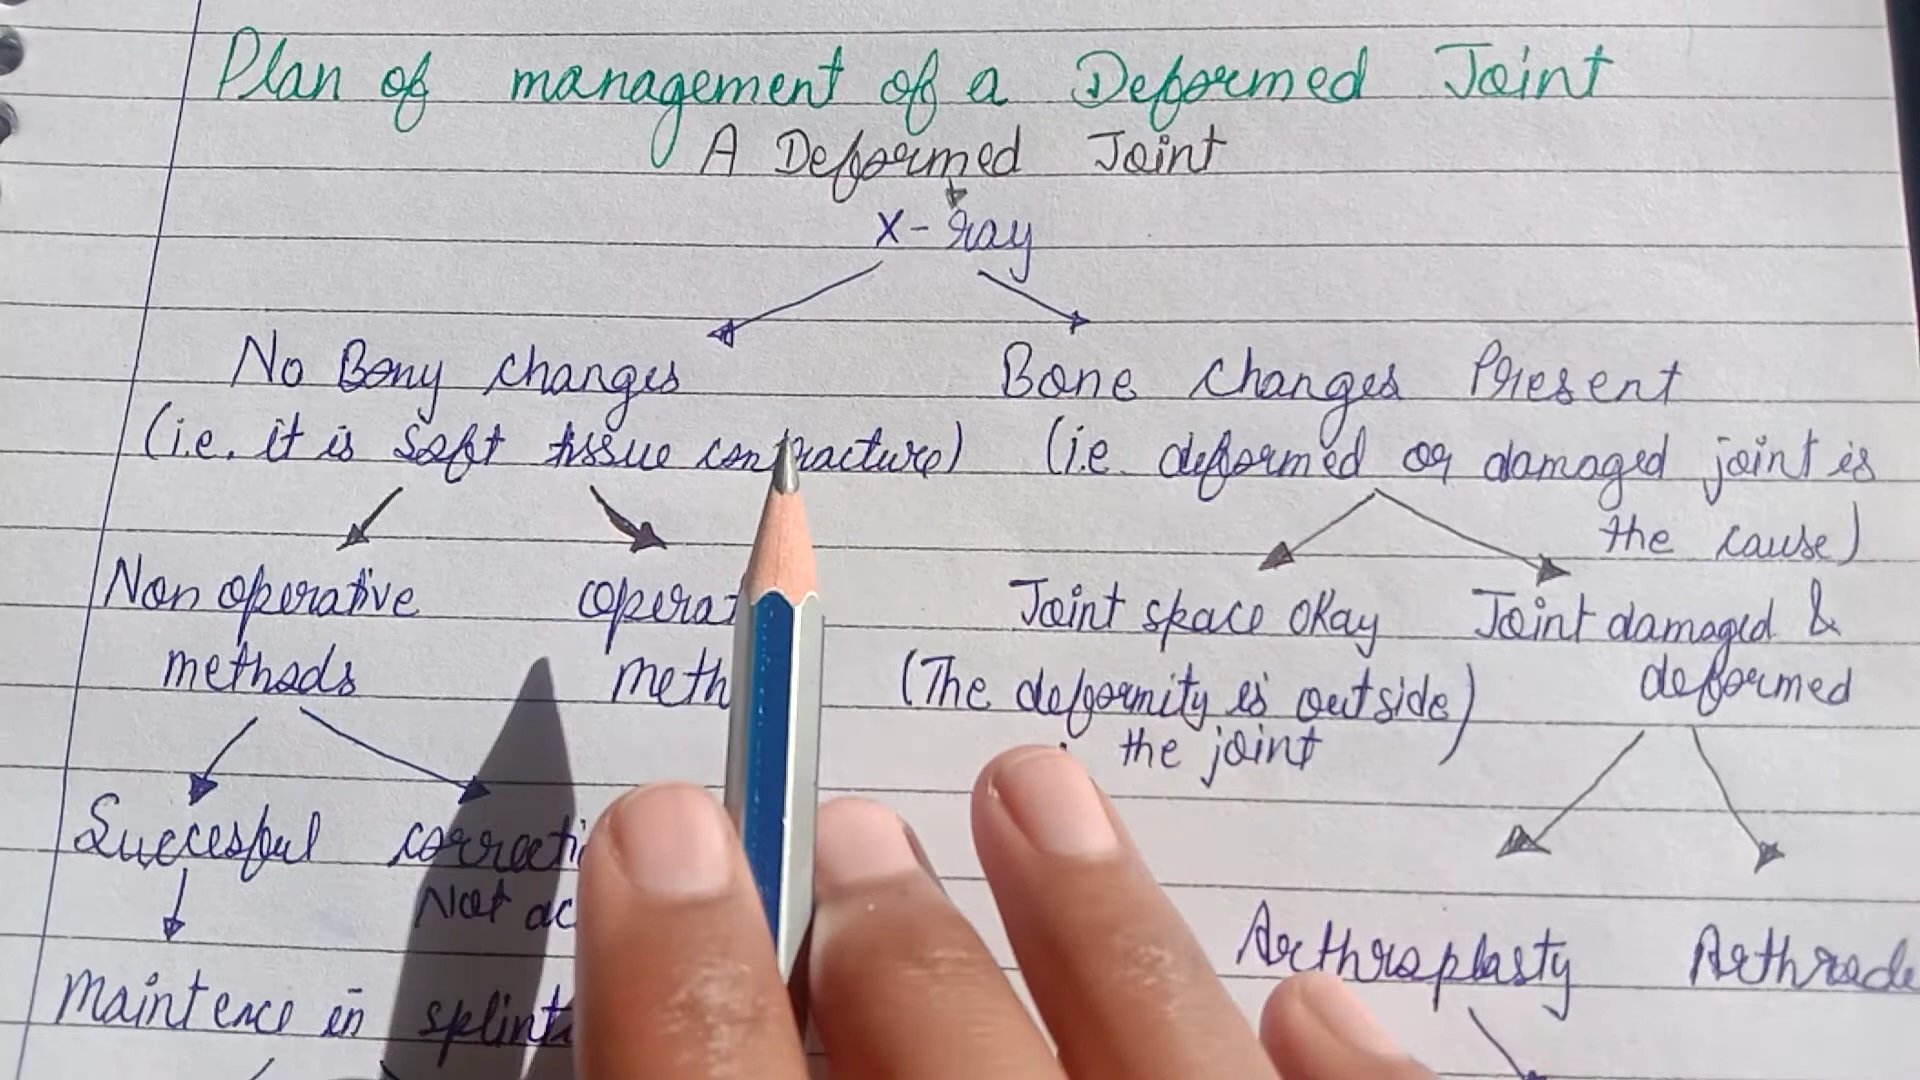 Plan of management of a Deformed Joint
A Deformed Joint
X-ray
No Bony changes
Bone changes Present
(i.e. it is soft tissue contracture)
(i.e. deformed or damaged joint is
the cause)
Non operative
methods
Joint space okay
(The deformity is outside)
the joint
Joint damaged &
deformed
Succesful
Not
Maintence in splint
Arthroplasty